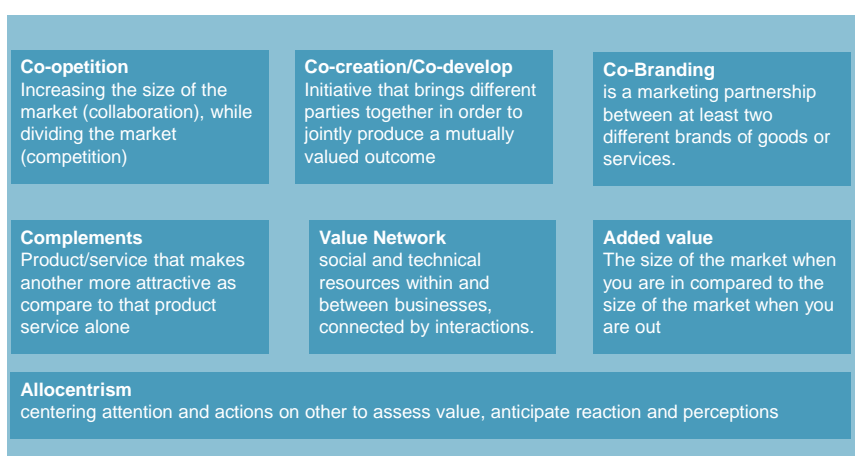 Co-opetition
Increasing the size of the
market (collaboration), while
dividing the market
(competition)
Co-creation/Co-develop
Initiative that brings different
parties together in order to
jointly produce a mutually
valued outcome
Co-Branding
is a marketing partnership
between at least two
different brands of goods or
services.
Complements
Product/service that makes
another more attractive as
compare to that product
service alone
Value Network
social and technical
resources within and
between businesses,
connected by interactions.
Added value
The size of the market when
you are in compared to the
size of the market when you
are out
Allocentrism
centering attention and actions on other to assess value, anticipate reaction and perceptions